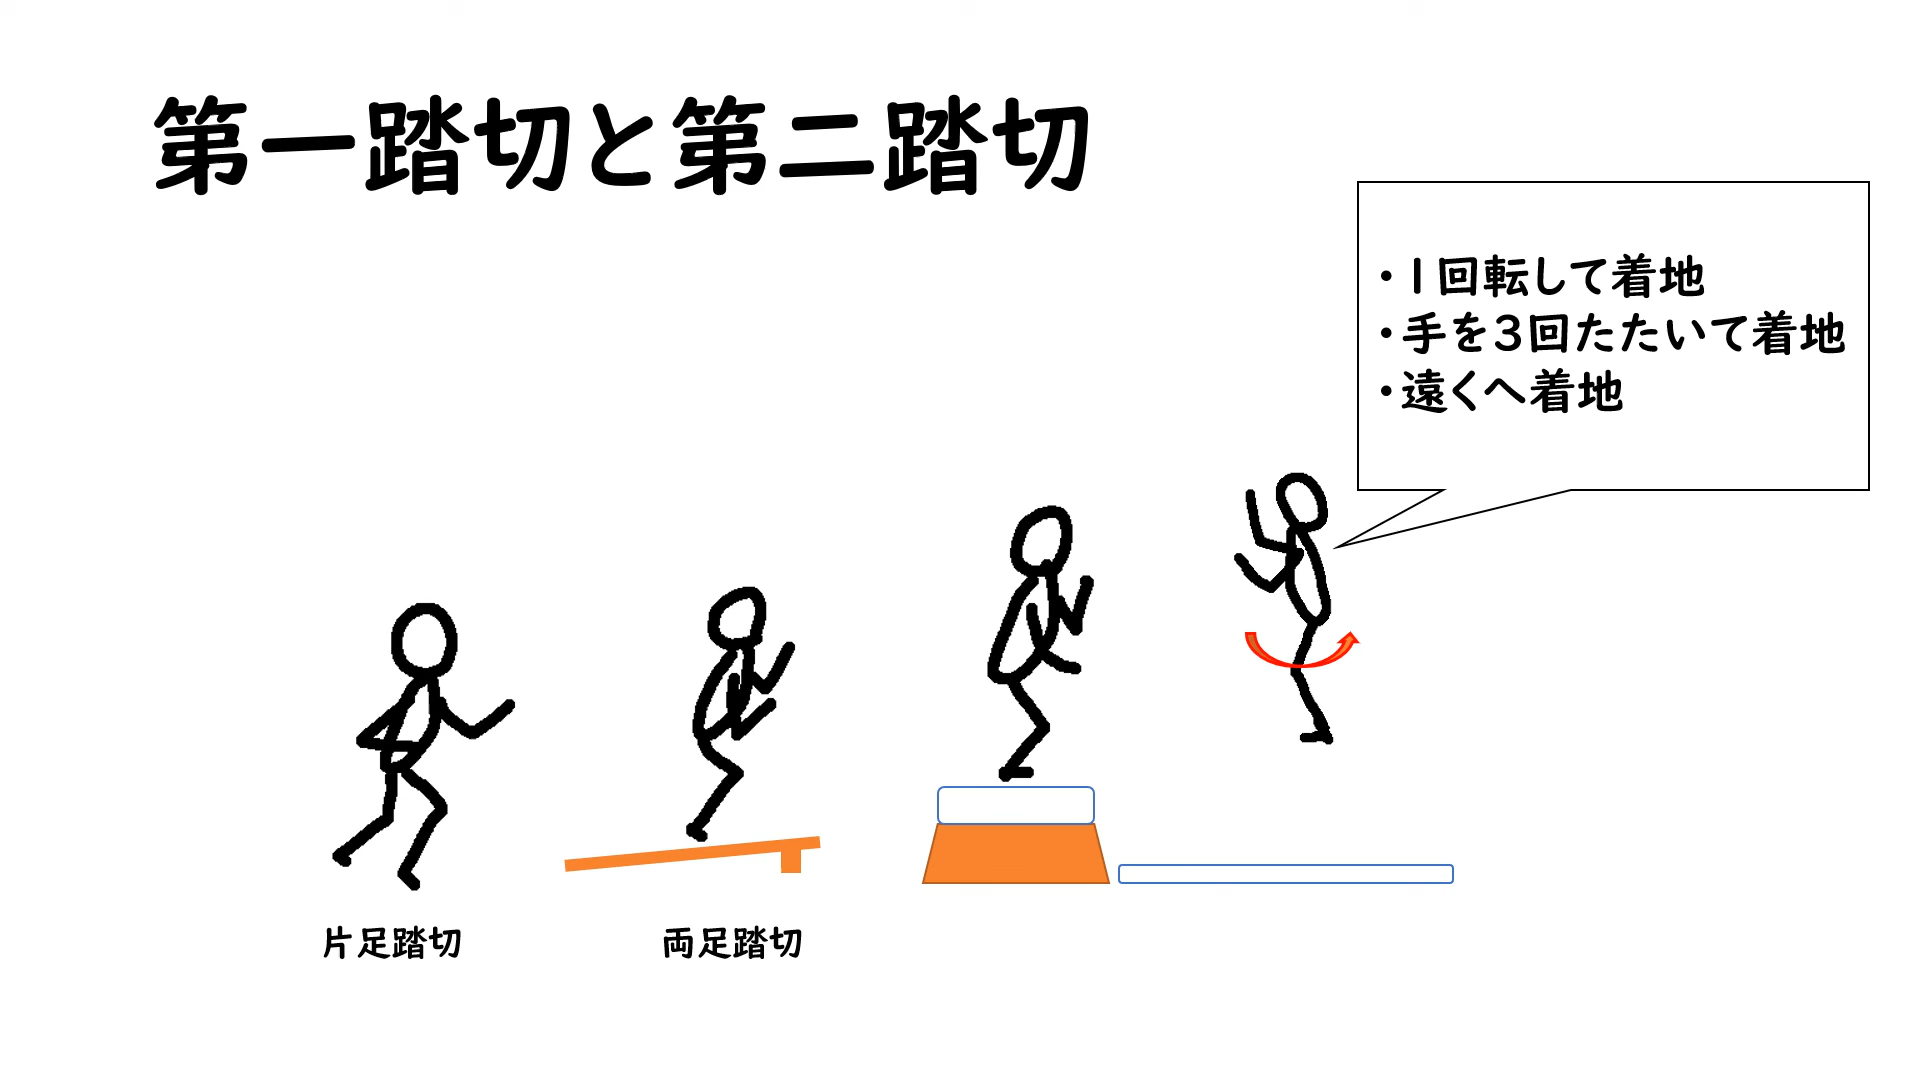 第一踏切と第二踏切
・1回転して着地
・手を3回たたいて着地
・遠くへ着地
片足踏切
両足踏切